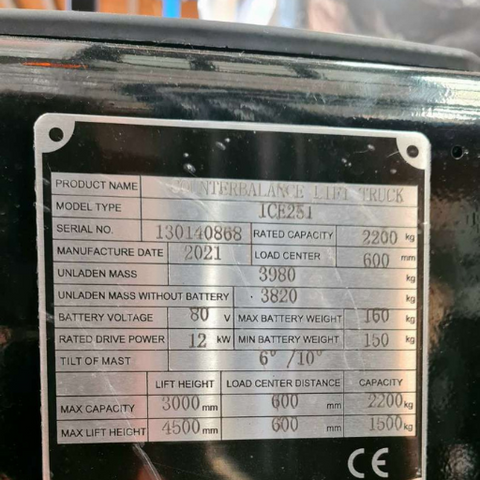 PRODUCT NAME COUNTERBALANCE LIFT TRUCK
MODEL TYPE ICE251
SERIAL NO. 130140868 RATED CAPACITY 2200 kg
MANUFACTURE DATE 2021 LOAD CENTER 600 mm
UNLADEN MASS 3980 kg
UNLADEN MASS WITHOUT BATTERY 3820 kg
BATTERY VOLTAGE 80 V MAX BATTERY WEIGHT 160 kg
RATED DRIVE POWER 12 kW MIN BATTERY WEIGHT 150 kg
TILT OF MAST 6° /10°
LIFT HEIGHT LOAD CENTER DISTANCE CAPACITY
MAX CAPACITY 3000 mm 600 mm 2200 kg
MAX LIFT HEIGHT 4500 mm 600 mm 1500 kg
CE